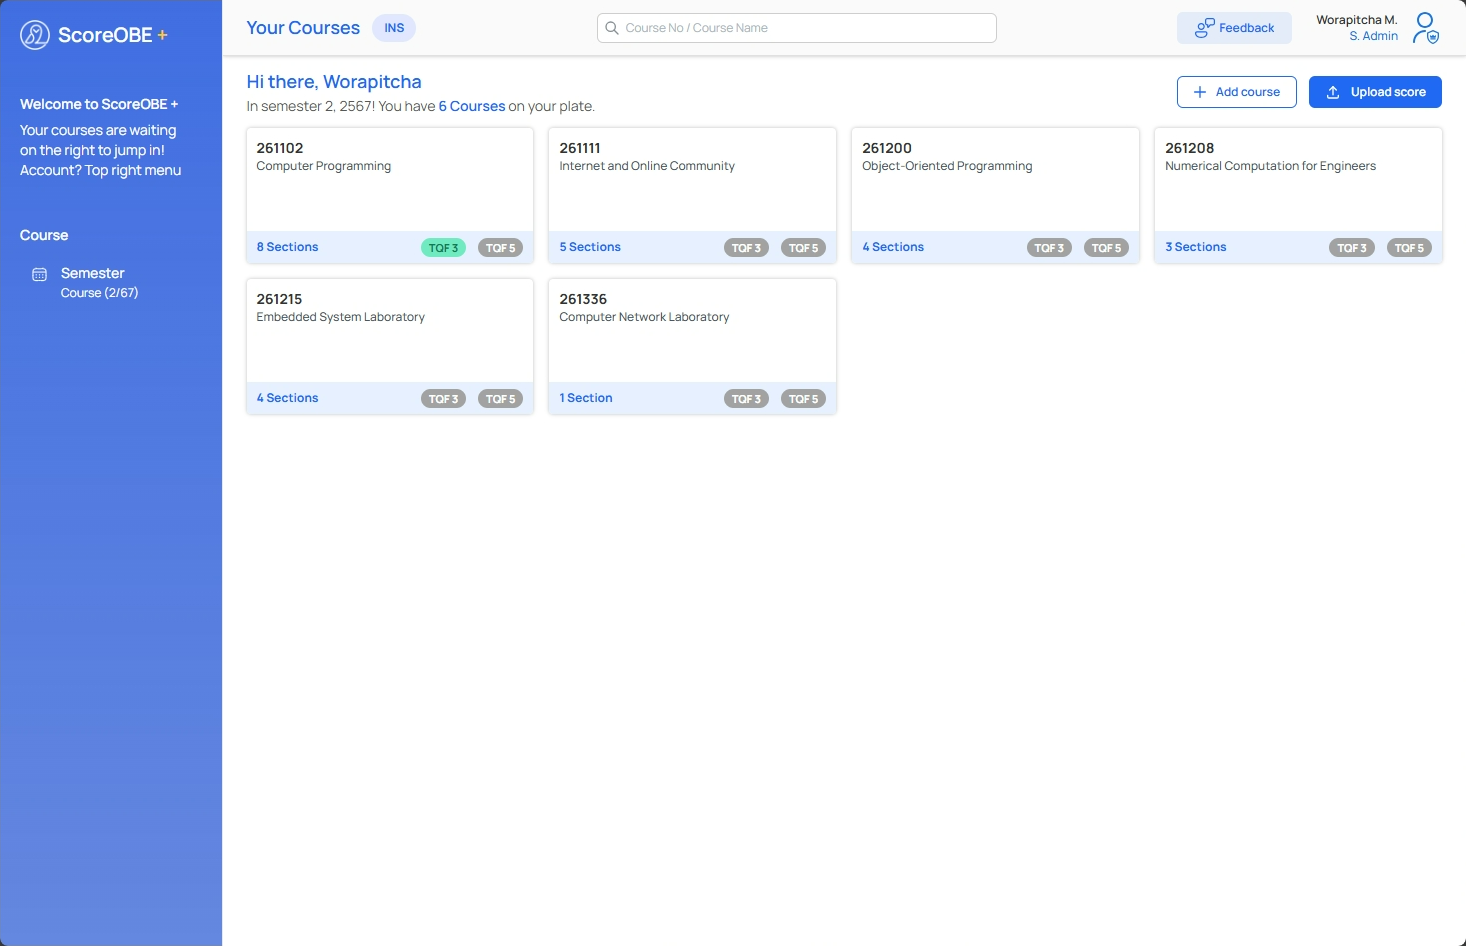 ScoreOBE +
Welcome to ScoreOBE +
Your courses are waiting
on the right to jump in!
Account? Top right menu
Course
Semester
Course (2/67)
Your Courses
INS
Course No / Course Name
Feedback
Worapitcha M.
S. Admin
Hi there, Worapitcha
In semester 2, 2567! You have 6 Courses on your plate.
Add course
Upload score
261102
Computer Programming
8 Sections
TQF 3
TQF 5
261111
Internet and Online Community
5 Sections
TQF 3
TQF 5
261200
Object-Oriented Programming
4 Sections
TQF 3
TQF 5
261208
Numerical Computation for Engineers
3 Sections
TQF 3
TQF 5
261215
Embedded System Laboratory
4 Sections
TQF 3
TQF 5
261336
Computer Network Laboratory
1 Section
TQF 3
TQF 5